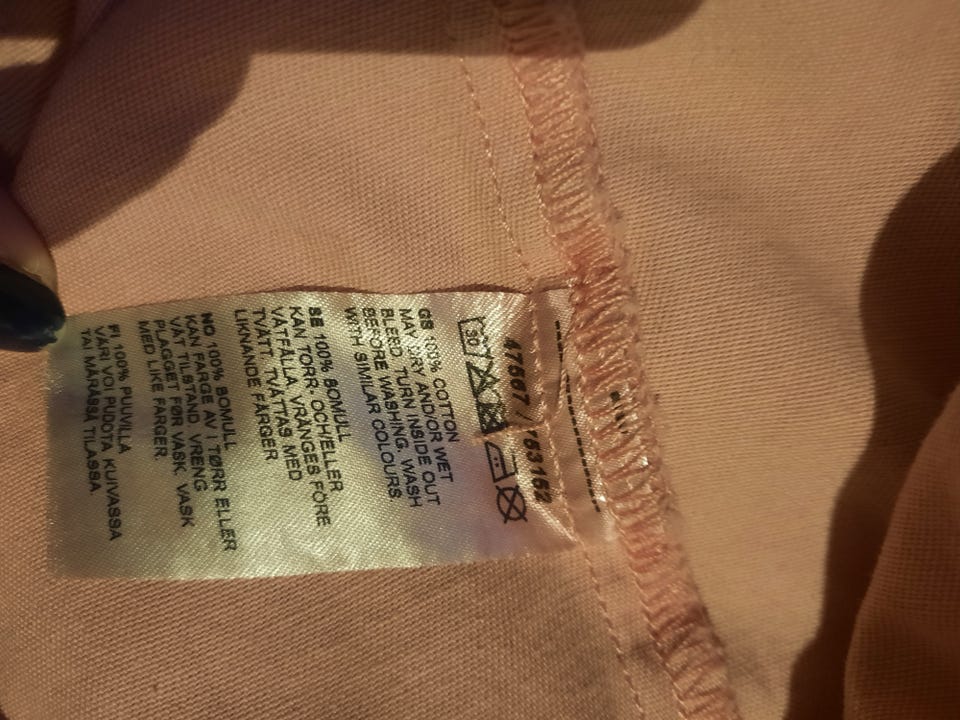 47567 / 753152
30
GB 100% COTTON
MAY DRY AND/OR WET
BLEED. TURN INSIDE OUT
BEFORE WASHING. WASH
WITH SIMILAR COLOURS
SE 100% BOMULL
KAN TORR- OCH/ELLER
VÅTFÄLLA. VRÄNGES FÖRE
TVÄTT. TVÄTTAS MED
LIKNANDE FÄRGER
NO 100% BOMULL
KAN FARGE AV I TØRR ELLER
VÅT TILSTAND. VRENG
PLAGGET FØR VASK. VASK
MED LIKE FARGER.
FI 100% PUUVILLA
VÄRI VOI PUDOTA KUIVASSA
TAI MÄRÄSSÄ TILASSA.